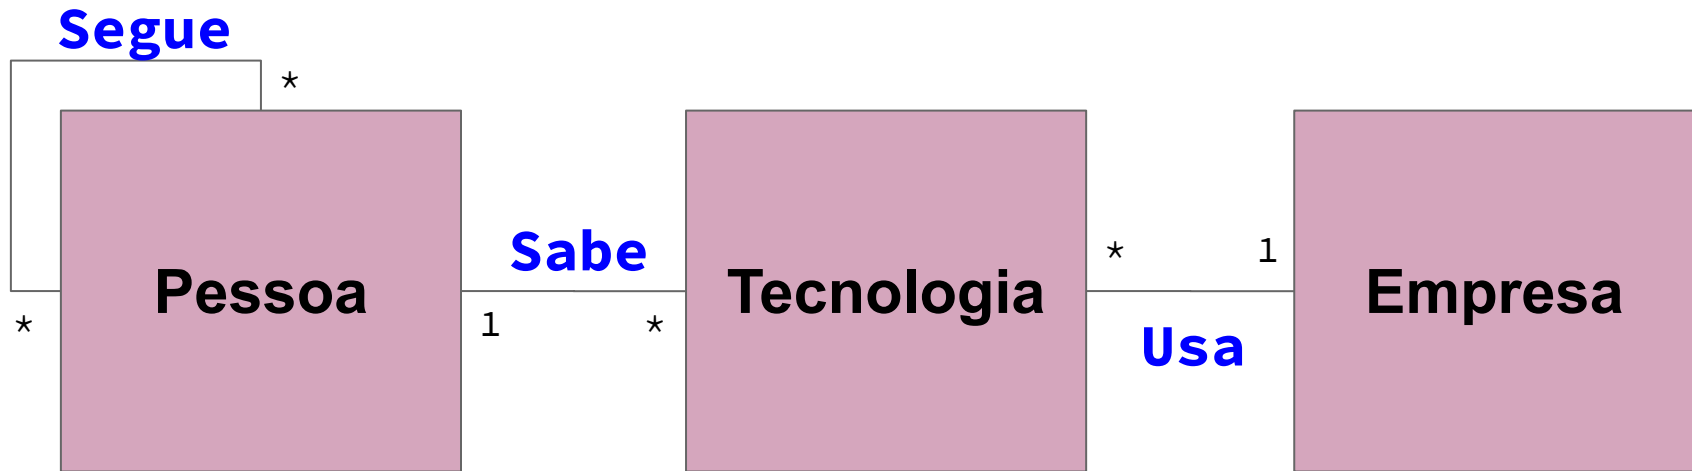 Segue
*
Sabe
* 1
Pessoa
Tecnologia
Empresa
*
1 *
Usa